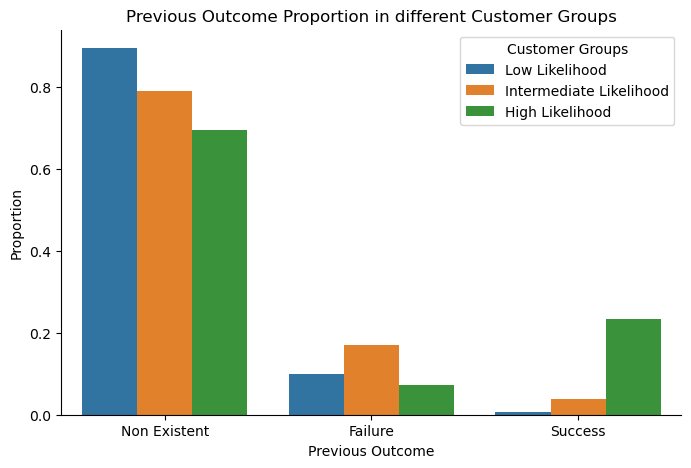 Previous Outcome Proportion in different Customer Groups
Customer Groups
Low Likelihood
Intermediate Likelihood
High Likelihood
Proportion
0.8
0.6
0.4
0.2
0.0
Non Existent
Failure
Success
Previous Outcome